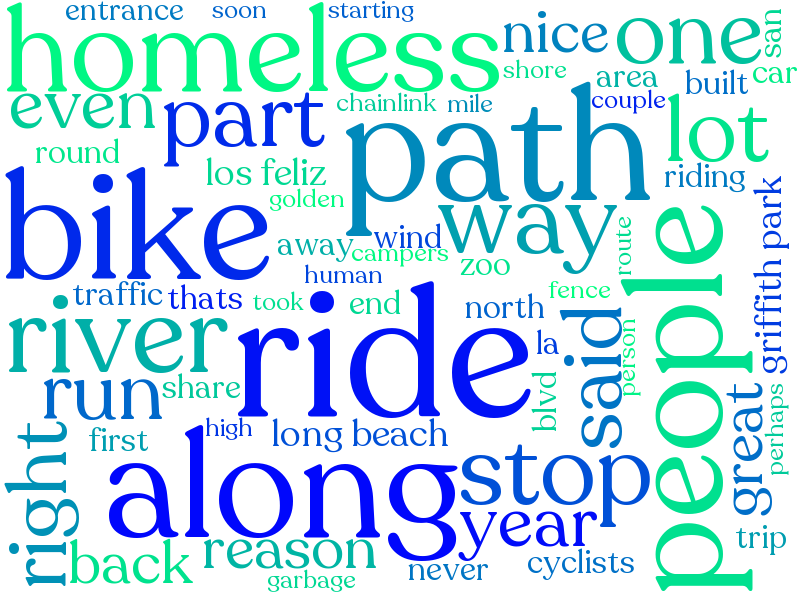 entrance
soon
starting
homeless
nice
one
san
shore
area
built
car
even
part
chainlink
mile
couple
path
lot
round
los feliz
riding
golden
bike
way
people
griffith park
away
wind
campers
zoo
route
human
traffic
thats
took
end
north
fence
river
ride
la
said
person
run
share
blvd
great
perhaps
right
first
high
long beach
along
stop
year
back
reason
garbage
never
cyclists
trip